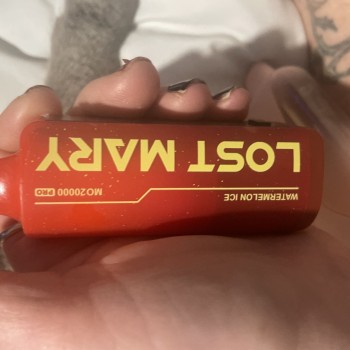 LOST MARY
WATERMELON ICE
MO20000 PRO